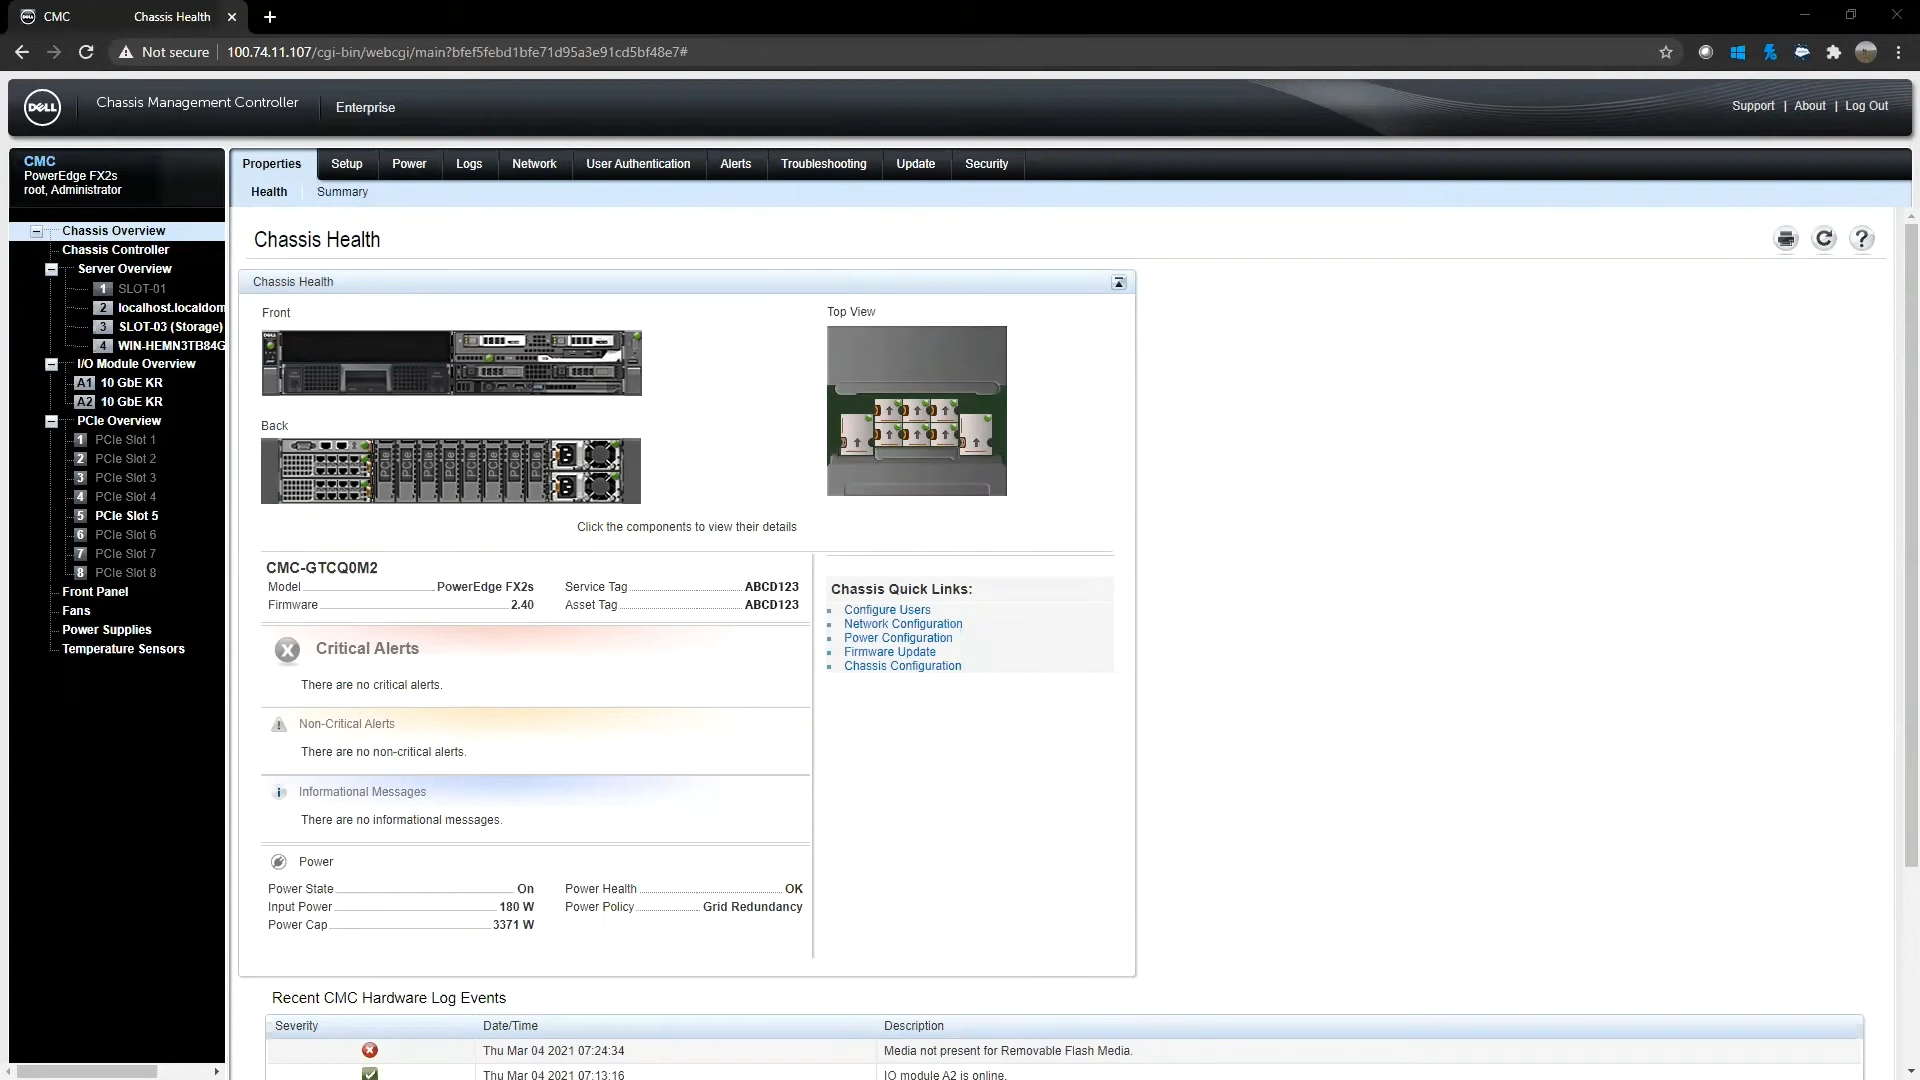 CMC
Chassis Health
Not secure
100.74.11.107/cgi-bin/webcgi/main?bfef5febd1bfe71d95a3e91cd5bf48e7#
DELL
Chassis Management Controller
Enterprise
Support | About | Log Out
CMC
PowerEdge FX2s
root, Administrator
Properties Setup Power Logs Network User Authentication Alerts Troubleshooting Update Security
Health Summary
Chassis Overview
Chassis Controller
Server Overview
1 SLOT-01
2 localhost.localdom
3 SLOT-03 (Storage)
4 WIN-HEMN3TB84G
I/O Module Overview
A1 10 GbE KR
A2 10 GbE KR
PCIe Overview
1 PCIe Slot 1
2 PCIe Slot 2
3 PCIe Slot 3
4 PCIe Slot 4
5 PCIe Slot 5
6 PCIe Slot 6
7 PCIe Slot 7
8 PCIe Slot 8
Front Panel
Fans
Power Supplies
Temperature Sensors
Chassis Health
Chassis Health
Front
Top View
Back
PCIe PCIe PCIe PCIe PCIe PCIe PCIe PCIe
Click the components to view their details
CMC-GTCQ0M2
Model PowerEdge FX2s Service Tag ABCD123
Firmware 2.40 Asset Tag ABCD123
Critical Alerts
There are no critical alerts.
Non-Critical Alerts
There are no non-critical alerts.
Informational Messages
There are no informational messages.
Power
Power State On Power Health OK
Input Power 180 W Power Policy Grid Redundancy
Power Cap 3371 W
Chassis Quick Links:
Configure Users
Network Configuration
Power Configuration
Firmware Update
Chassis Configuration
Recent CMC Hardware Log Events
Severity Date/Time Description
Thu Mar 04 2021 07:24:34 Media not present for Removable Flash Media.
Thu Mar 04 2021 07:13:16 IO module A2 is online.